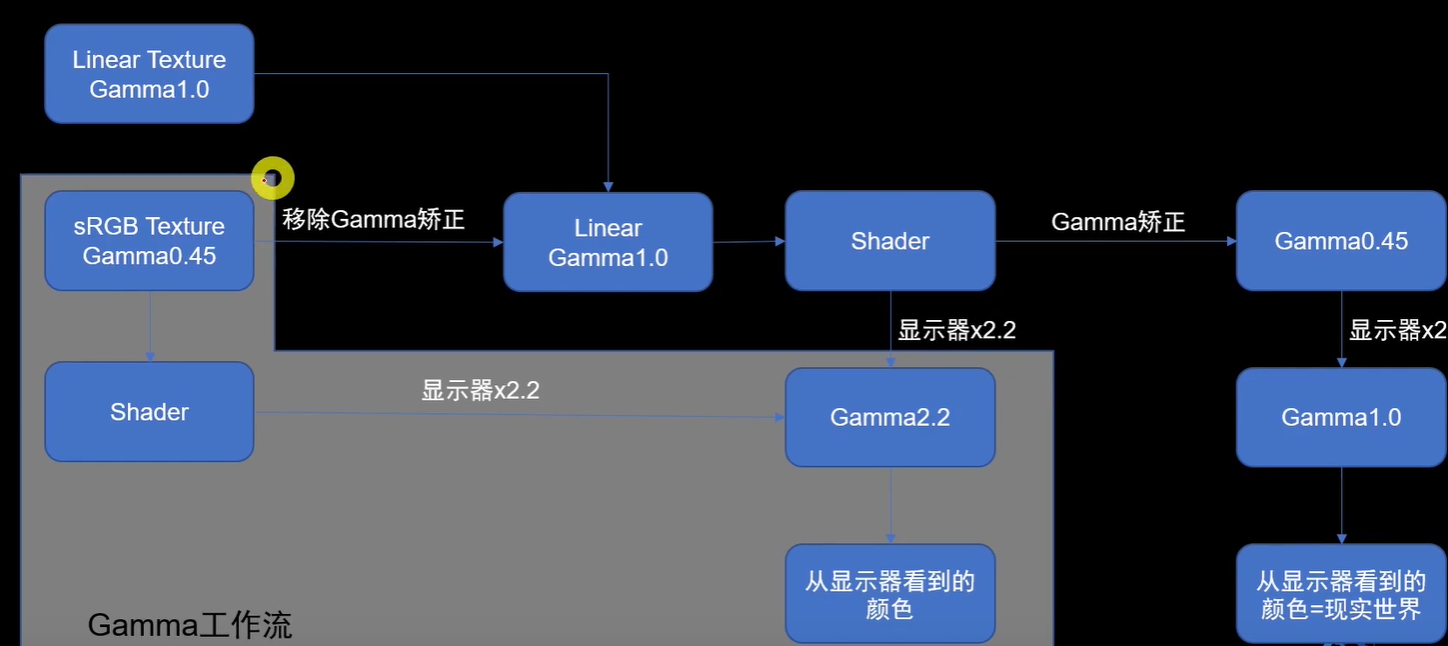 Linear Texture
Gamma1.0
sRGB Texture
Gamma0.45
移除Gamma矫正
Linear
Gamma1.0
Shader
Gamma矫正
Gamma0.45
显示器x2.2
显示器x2
Shader
显示器x2.2
Gamma2.2
Gamma1.0
从显示器看到的
颜色
从显示器看到的
颜色=现实世界
Gamma工作流